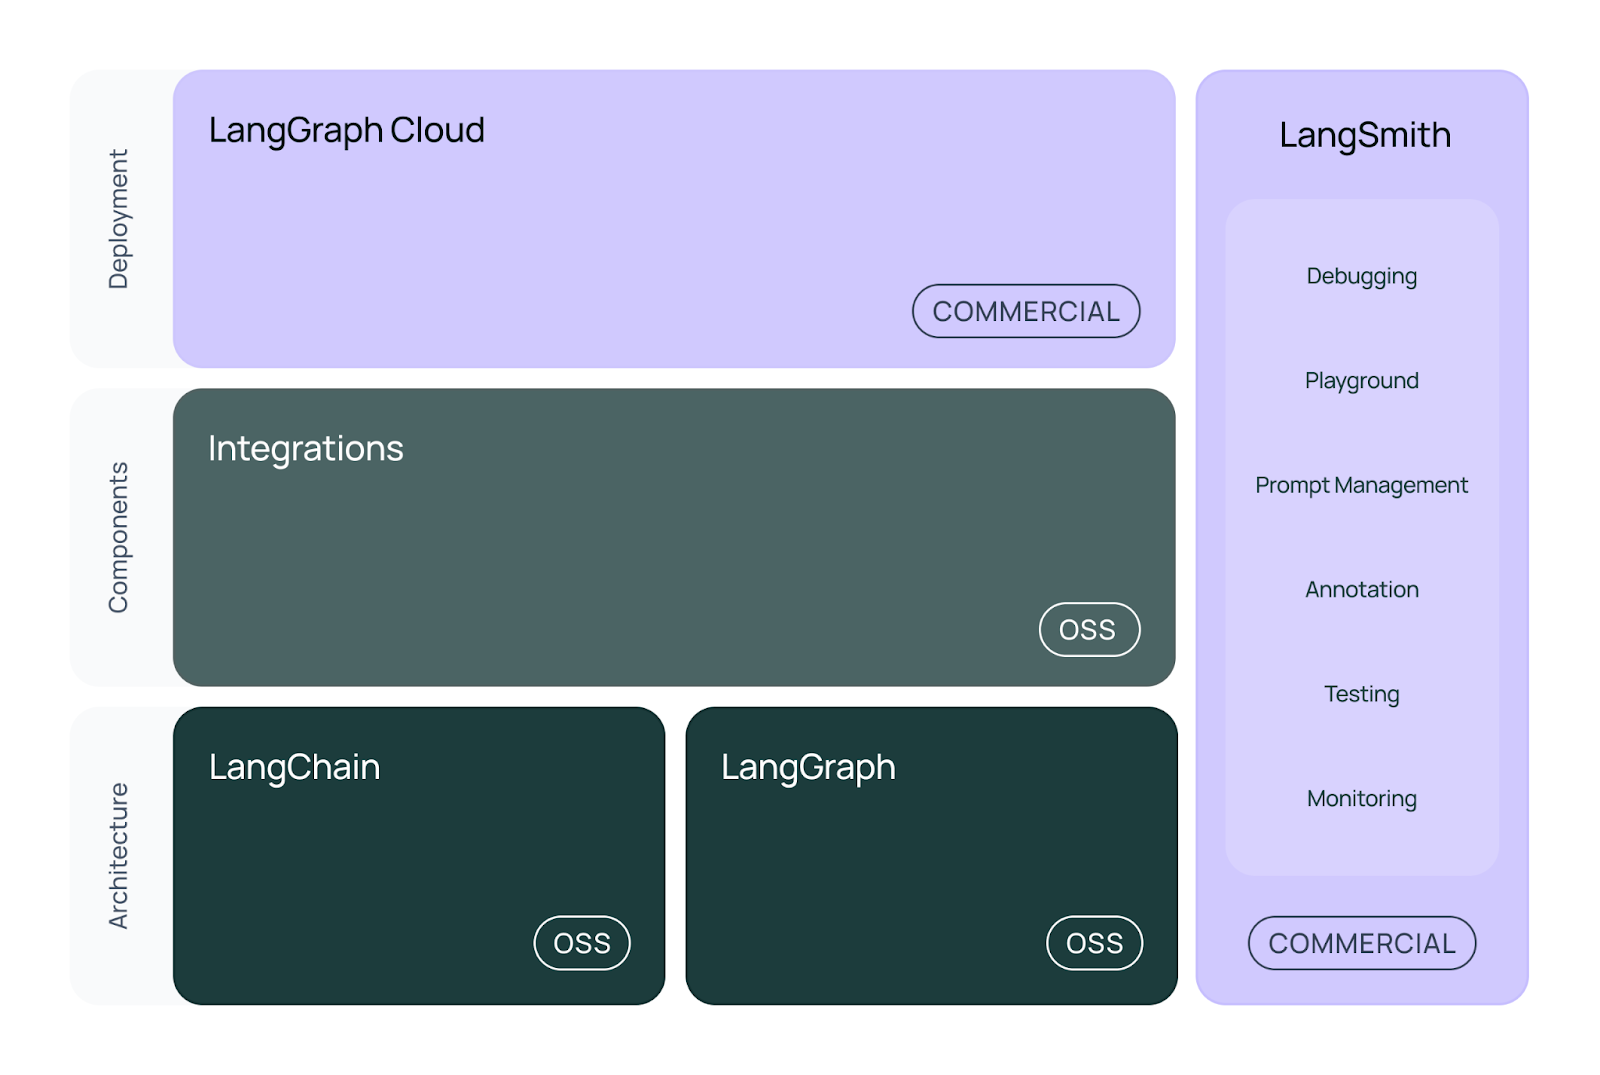 Deployment
LangGraph Cloud
COMMERCIAL
Components
Integrations
OSS
Architecture
LangChain
OSS
LangGraph
OSS
LangSmith
Debugging
Playground
Prompt Management
Annotation
Testing
Monitoring
COMMERCIAL